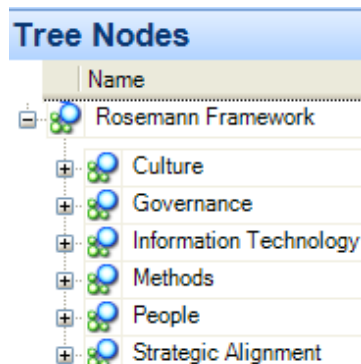 Tree Nodes
Name
Rosemann Framework
Culture
Governance
Information Technology
Methods
People
Strategic Alignment